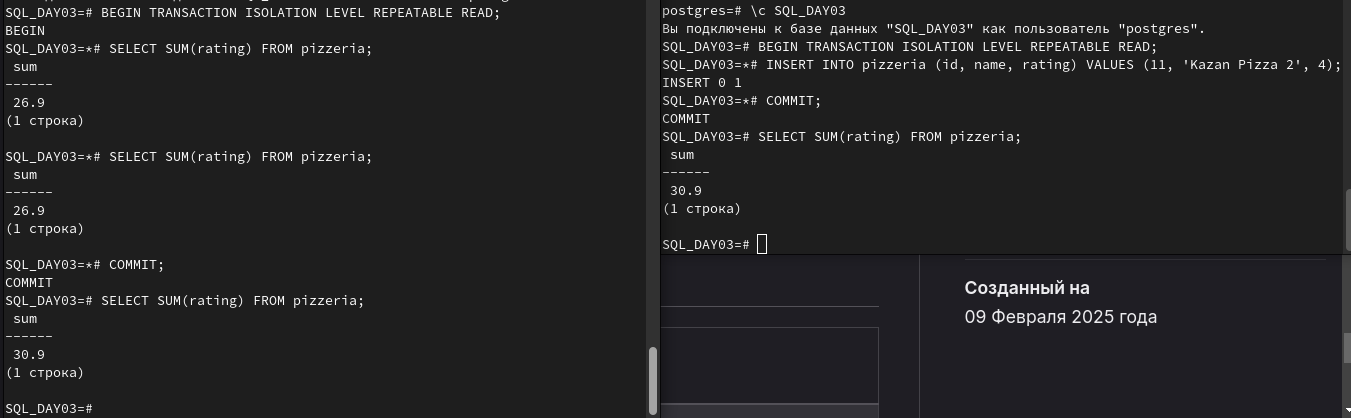 SQL_DAY03=# BEGIN TRANSACTION ISOLATION LEVEL REPEATABLE READ;
BEGIN
SQL_DAY03=*# SELECT SUM(rating) FROM pizzeria;
sum
------
26.9
(1 строка)
SQL_DAY03=*# SELECT SUM(rating) FROM pizzeria;
sum
------
26.9
(1 строка)
SQL_DAY03=*# COMMIT;
COMMIT
SQL_DAY03=# SELECT SUM(rating) FROM pizzeria;
sum
------
30.9
(1 строка)
SQL_DAY03=#
postgres=# \c SQL_DAY03
Вы подключены к базе данных "SQL_DAY03" как пользователь "postgres".
SQL_DAY03=# BEGIN TRANSACTION ISOLATION LEVEL REPEATABLE READ;
SQL_DAY03=*# INSERT INTO pizzeria (id, name, rating) VALUES (11, 'Kazan Pizza 2', 4);
INSERT 0 1
SQL_DAY03=*# COMMIT;
COMMIT
SQL_DAY03=# SELECT SUM(rating) FROM pizzeria;
sum
------
30.9
(1 строка)
SQL_DAY03=#
Созданный на
09 Февраля 2025 года